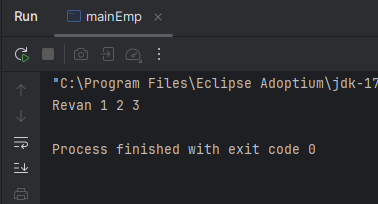 Run mainEmp
"C:\Program Files\Eclipse Adoptium\jdk-17
Revan 1 2 3
Process finished with exit code 0